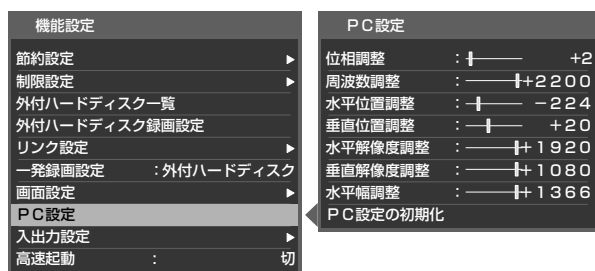 機能設定
節約設定 ▶
制限設定 ▶
外付ハードディスク一覧
外付ハードディスク録画設定
リンク設定 ▶
一発録画設定 :外付ハードディスク
画面設定 ▶
PC設定
入出力設定 ▶
高速起動 : 切
PC設定
位相調整 : +2
周波数調整 : +2200
水平位置調整 : −224
垂直位置調整 : +20
水平解像度調整 : +1920
垂直解像度調整 : +1080
水平幅調整 : +1366
PC設定の初期化